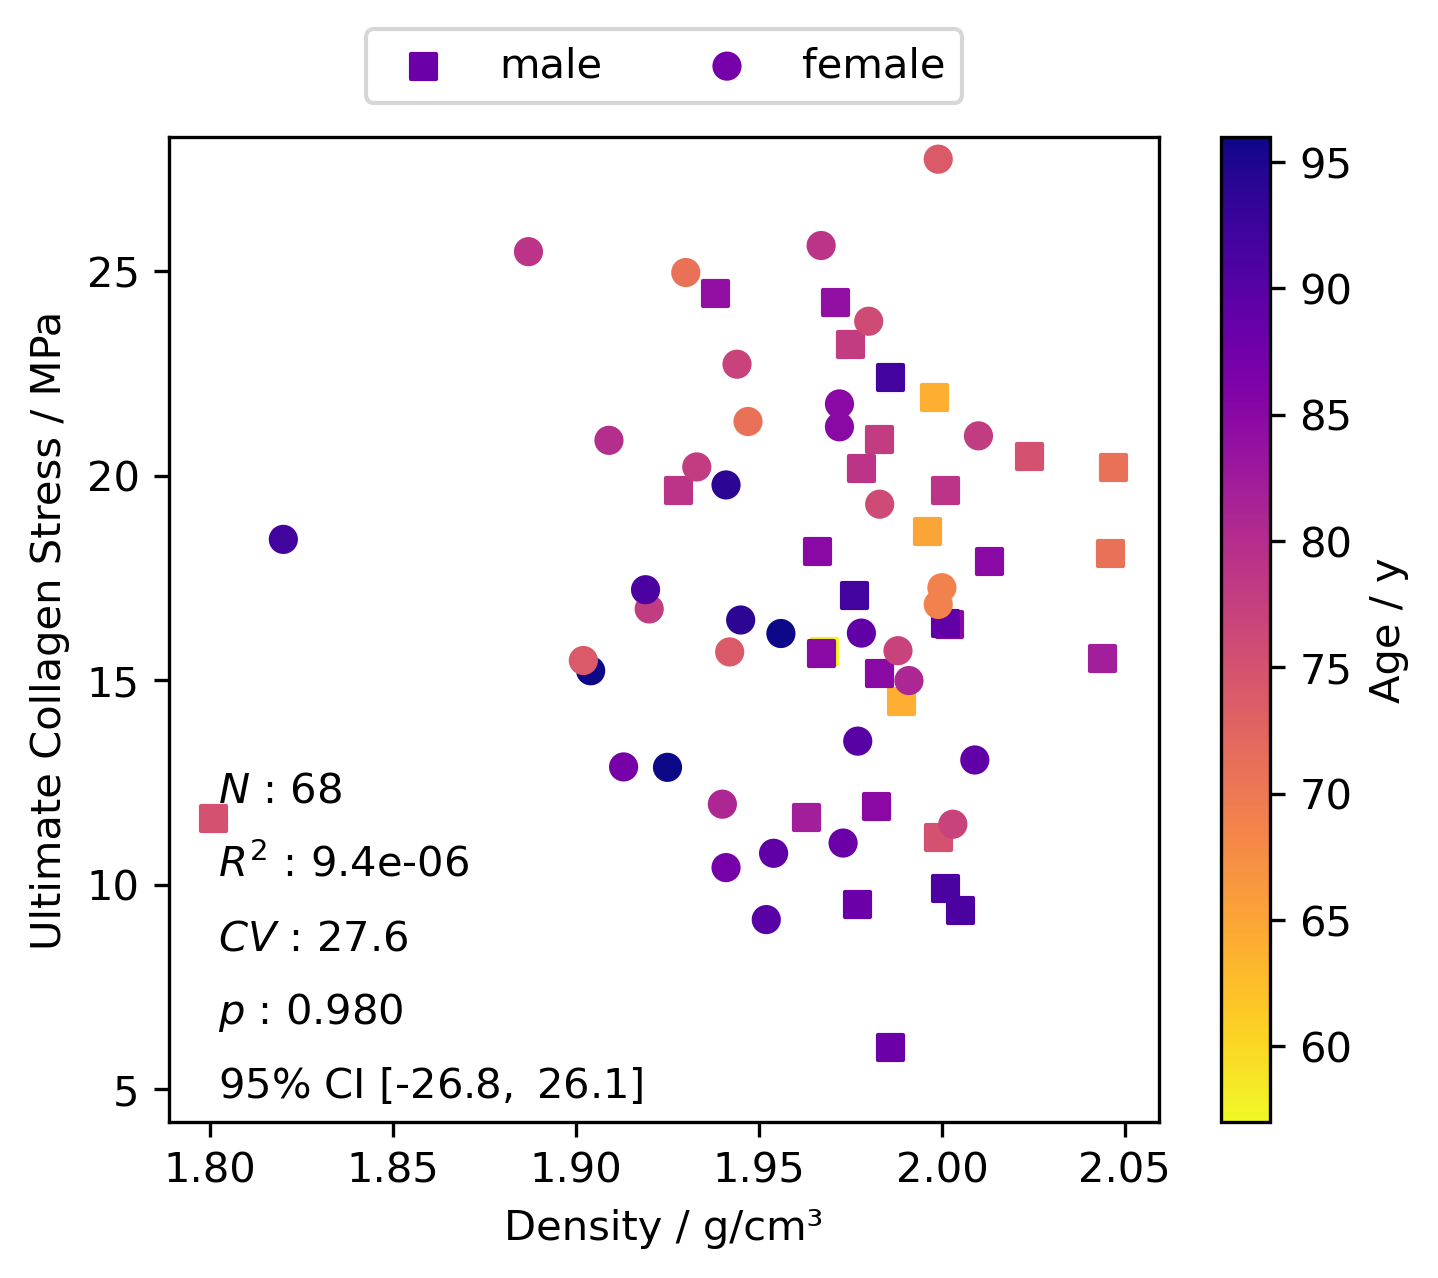 male female
Ultimate Collagen Stress / MPa
25
20
15
10
5
N : 68
R² : 9.4e-06
CV : 27.6
p : 0.980
95% CI [-26.8, 26.1]
1.80 1.85 1.90 1.95 2.00 2.05
Density / g/cm³
95
90
85
80
75
70
65
60
Age / y